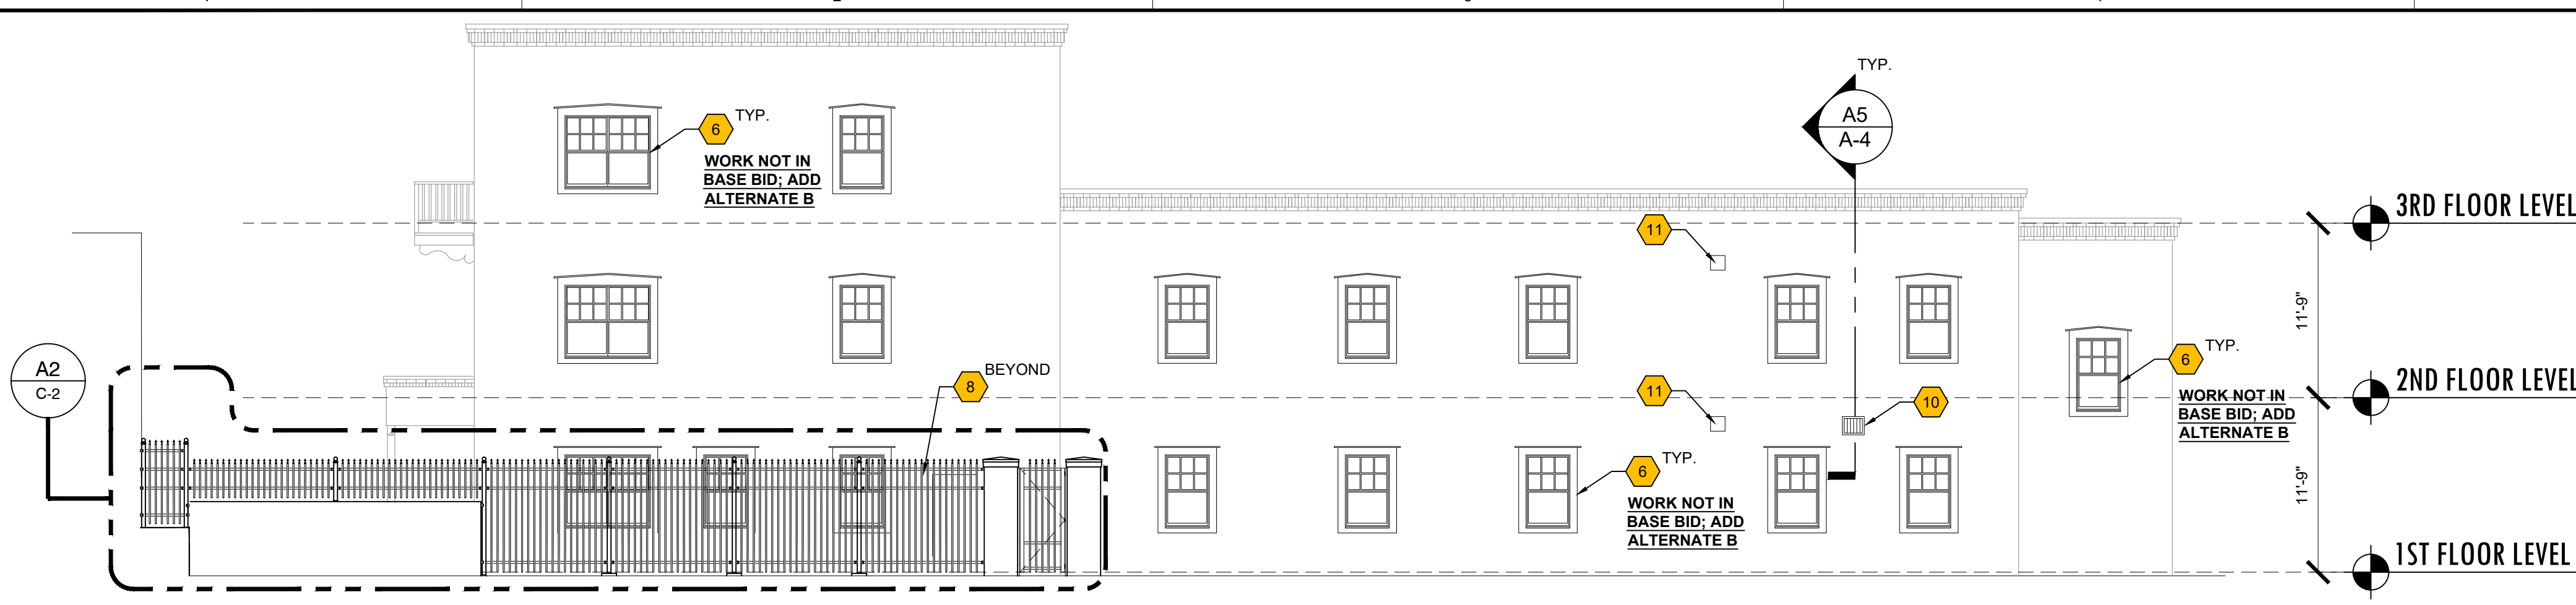 TYP.
A5
A-4
6
TYP.
WORK NOT IN
BASE BID; ADD
ALTERNATE B
11
3RD FLOOR LEVEL
11'-9"
A2
C-2
8
BEYOND
11
10
6
TYP.
WORK NOT IN
BASE BID; ADD
ALTERNATE B
2ND FLOOR LEVEL
6
TYP.
WORK NOT IN
BASE BID; ADD
ALTERNATE B
11'-9"
1ST FLOOR LEVEL